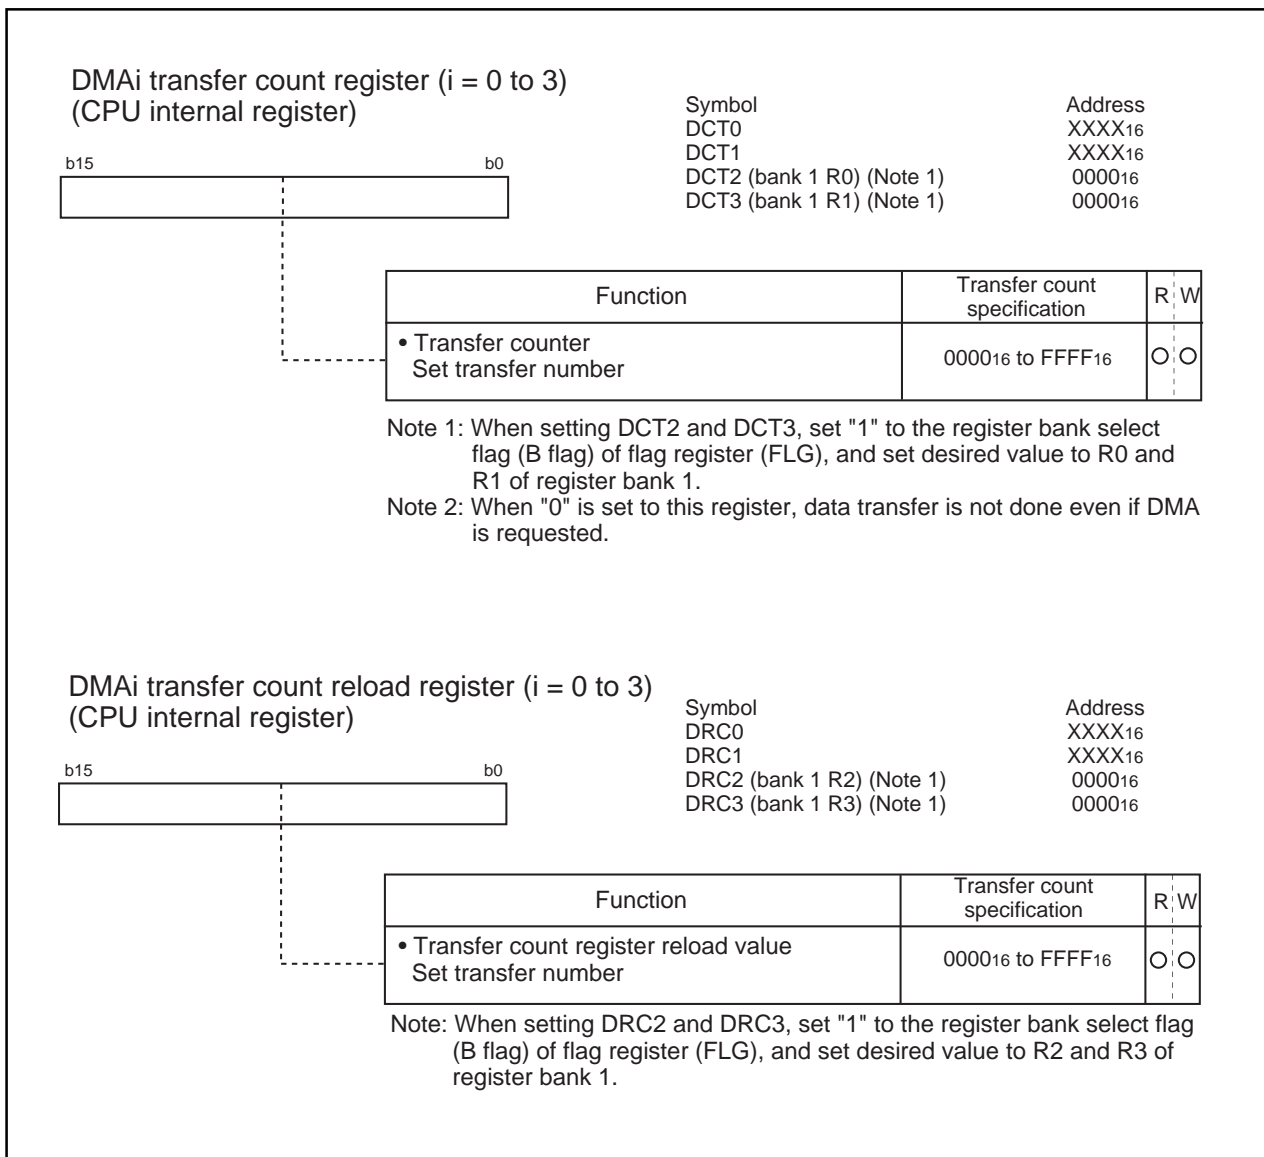 DMAi transfer count register (i = 0 to 3)
(CPU internal register)
Symbol Address
DCT0 XXXX16
DCT1 XXXX16
DCT2 (bank 1 R0) (Note 1) 000016
DCT3 (bank 1 R1) (Note 1) 000016
b15 b0
Function Transfer count specification R W
• Transfer counter
Set transfer number 000016 to FFFF16
Note 1: When setting DCT2 and DCT3, set "1" to the register bank select
flag (B flag) of flag register (FLG), and set desired value to R0 and
R1 of register bank 1.
Note 2: When "0" is set to this register, data transfer is not done even if DMA
is requested.
DMAi transfer count reload register (i = 0 to 3)
(CPU internal register)
Symbol Address
DRC0 XXXX16
DRC1 XXXX16
DRC2 (bank 1 R2) (Note 1) 000016
DRC3 (bank 1 R3) (Note 1) 000016
b15 b0
Function Transfer count specification R W
• Transfer count register reload value
Set transfer number 000016 to FFFF16
Note: When setting DRC2 and DRC3, set "1" to the register bank select flag
(B flag) of flag register (FLG), and set desired value to R2 and R3 of
register bank 1.